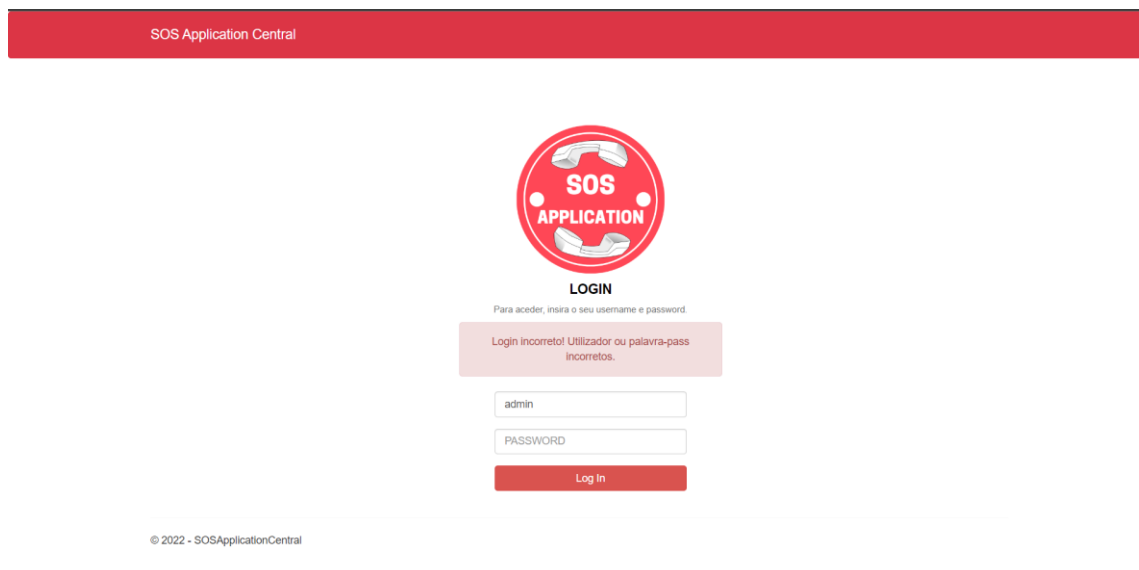 SOS Application Central
SOS
APPLICATION
LOGIN
Para aceder, insira o seu username e password.
Login incorreto! Utilizador ou palavra-pass
incorretos.
admin
PASSWORD
Log In
© 2022 - SOSApplicationCentral